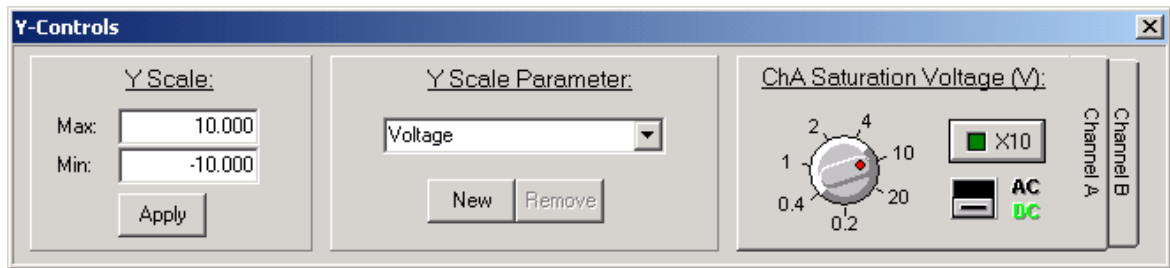 Y-Controls
Y Scale:
Max: 10.000
Min: -10.000
Apply
Y Scale Parameter:
Voltage
New Remove
ChA Saturation Voltage (V):
2 4
1 10
0.4 20
0.2
X10
AC
DC
Channel A
Channel B